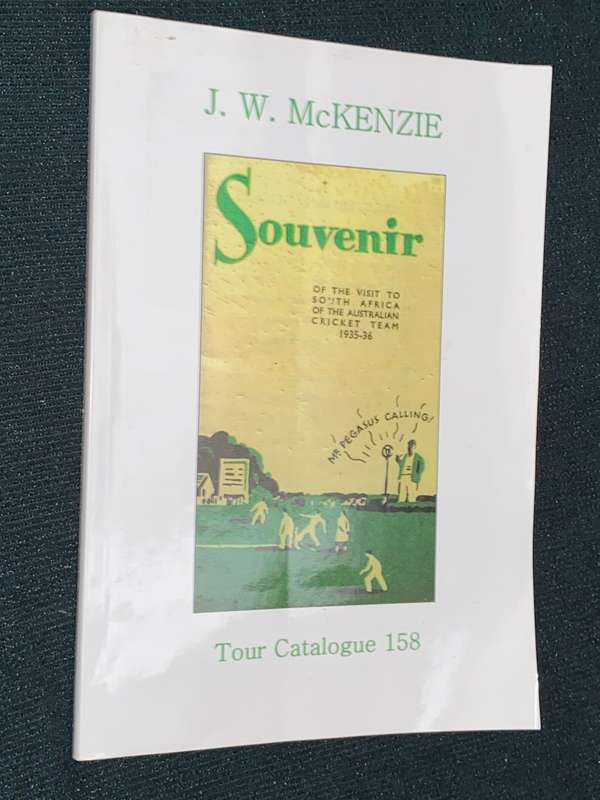 J. W. McKENZIE
Souvenir
OF THE VISIT TO
SOUTH AFRICA
OF THE AUSTRALIAN
CRICKET TEAM
1935-36
MR PEGASUS CALLING!
Tour Catalogue 158